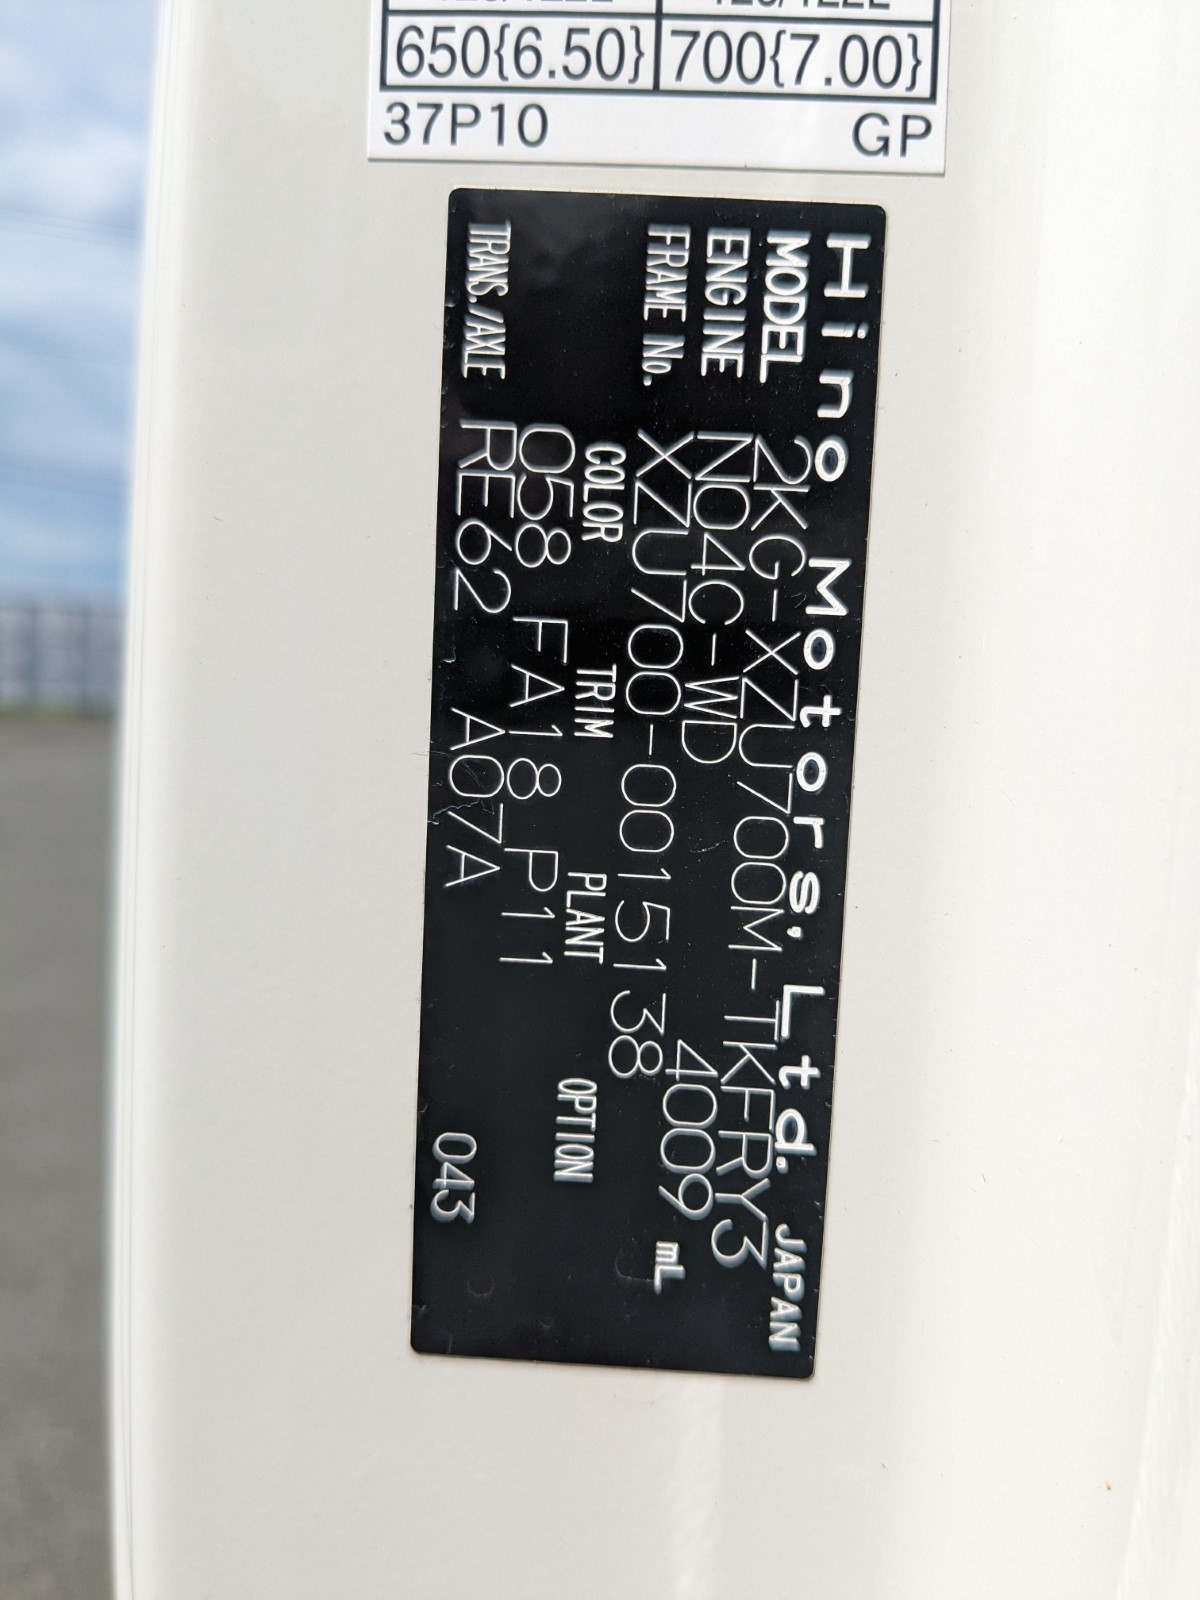 650{6.50} 700{7.00}
37P10 GP
Hino Motors, Ltd. JAPAN
MODEL 2KG-XZU700M-TKFRY3
ENGINE N04C-WD 4009 mL
FRAME No. XZU700-0015138
COLOR TRIM PLANT OPTION
058 FA18 P11
TRANS./AXLE RE62 A07A 043